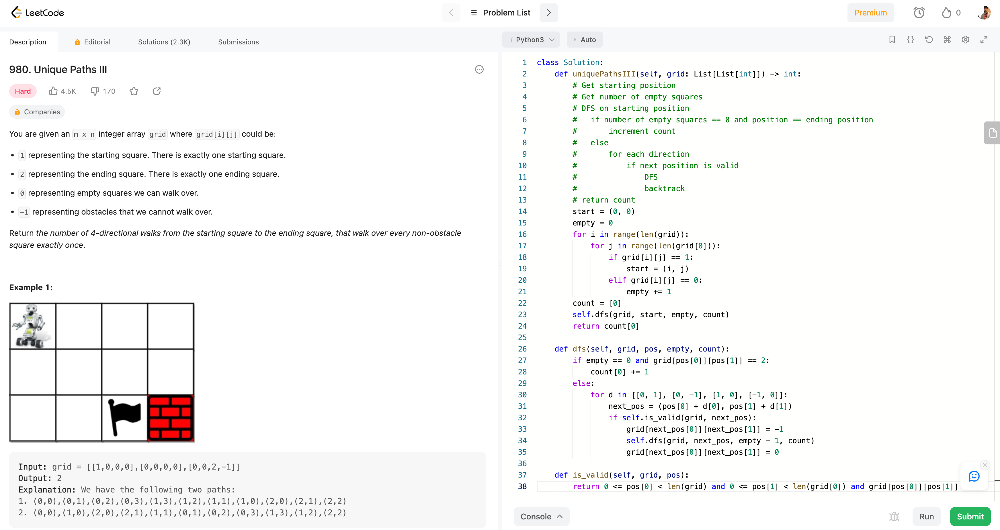 LeetCode
Problem List
Premium
0
Description
Editorial
Solutions (2.3K)
Submissions
980. Unique Paths III
Hard
4.5K
170
Companies
You are given an m x n integer array grid where grid[i][j] could be:
• 1 representing the starting square. There is exactly one starting square.
• 2 representing the ending square. There is exactly one ending square.
• 0 representing empty squares we can walk over.
• -1 representing obstacles that we cannot walk over.
Return the number of 4-directional walks from the starting square to the ending square, that walk over every non-obstacle
square exactly once.
Example 1:
Input: grid = [[1,0,0,0],[0,0,0,0],[0,0,2,-1]]
Output: 2
Explanation: We have the following two paths:
1. (0,0),(0,1),(0,2),(0,3),(1,3),(1,2),(1,1),(1,0),(2,0),(2,1),(2,2)
2. (0,0),(1,0),(2,0),(2,1),(1,1),(0,1),(0,2),(0,3),(1,3),(1,2),(2,2)
i Python3
• Auto
1 class Solution:
2     def uniquePathsIII(self, grid: List[List[int]]) -> int:
3         # Get starting position
4         # Get number of empty squares
5         # DFS on starting position
6         #   if number of empty squares == 0 and position == ending position
7         #       increment count
8         #   else
9         #       for each direction
10         #           if next position is valid
11         #               DFS
12         #               backtrack
13         # return count
14         start = (0, 0)
15         empty = 0
16         for i in range(len(grid)):
17             for j in range(len(grid[0])):
18                 if grid[i][j] == 1:
19                     start = (i, j)
20                 elif grid[i][j] == 0:
21                     empty += 1
22         count = [0]
23         self.dfs(grid, start, empty, count)
24         return count[0]
25
26     def dfs(self, grid, pos, empty, count):
27         if empty == 0 and grid[pos[0]][pos[1]] == 2:
28             count[0] += 1
29         else:
30             for d in [[0, 1], [0, -1], [1, 0], [-1, 0]]:
31                 next_pos = (pos[0] + d[0], pos[1] + d[1])
32                 if self.is_valid(grid, next_pos):
33                     grid[next_pos[0]][next_pos[1]] = -1
34                     self.dfs(grid, next_pos, empty - 1, count)
35                     grid[next_pos[0]][next_pos[1]] = 0
36
37     def is_valid(self, grid, pos):
38         return 0 <= pos[0] < len(grid) and 0 <= pos[1] < len(grid[0]) and grid[pos[0]][pos[1]]
Console
Run
Submit